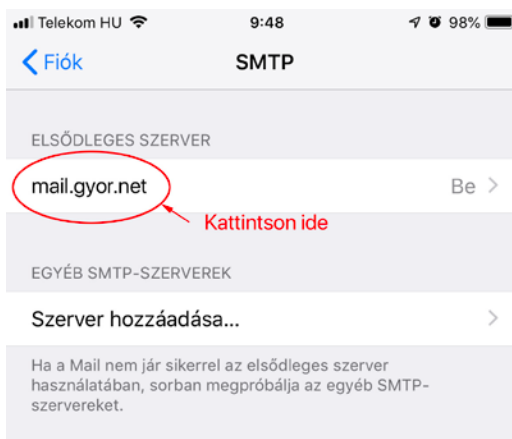 Telekom HU 9:48 98%
Fiók SMTP
ELSŐDLEGES SZERVER
mail.gyor.net Be
Kattintson ide
EGYÉB SMTP-SZERVEREK
Szerver hozzáadása...
Ha a Mail nem jár sikerrel az elsődleges szerver
használatában, sorban megpróbálja az egyéb SMTP-
szervereket.